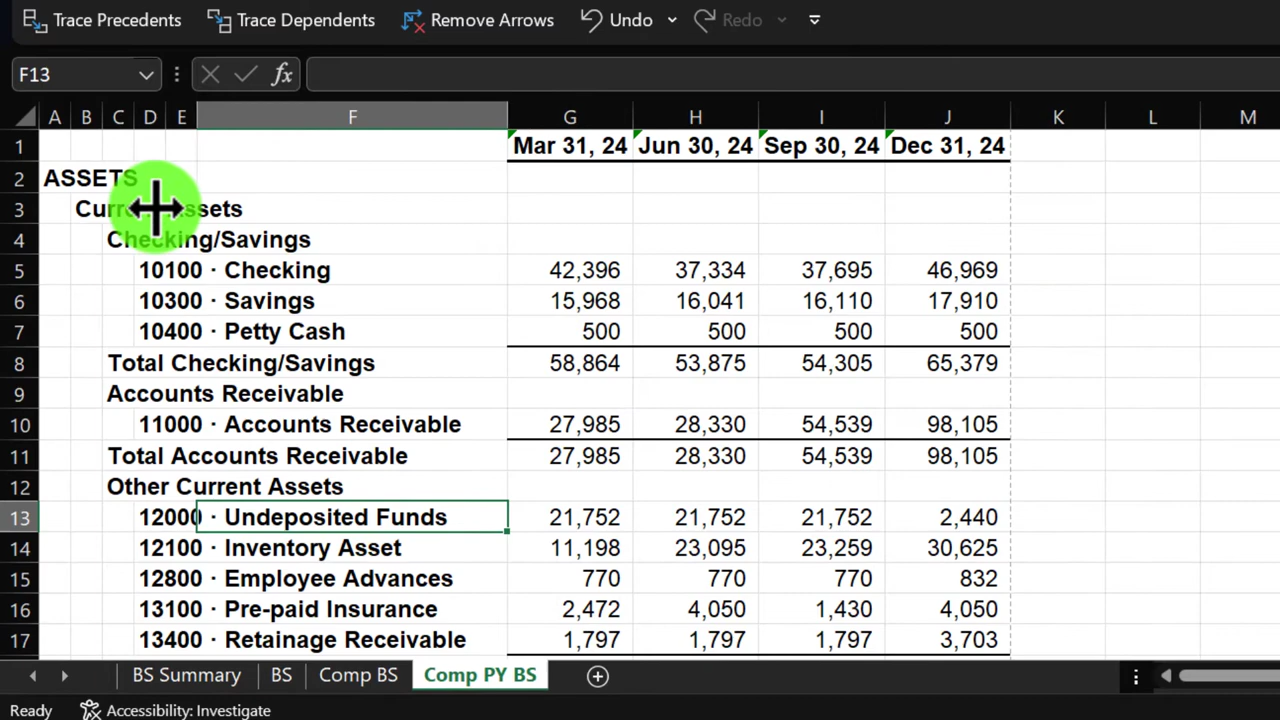 Trace Precedents Trace Dependents Remove Arrows Undo Redo
F13 fx
A B C D E F G H I J K L M
1 Mar 31, 24 Jun 30, 24 Sep 30, 24 Dec 31, 24
2 ASSETS
3 Current Assets
4 Checking/Savings
5 10100 · Checking 42,396 37,334 37,695 46,969
6 10300 · Savings 15,968 16,041 16,110 17,910
7 10400 · Petty Cash 500 500 500 500
8 Total Checking/Savings 58,864 53,875 54,305 65,379
9 Accounts Receivable
10 11000 · Accounts Receivable 27,985 28,330 54,539 98,105
11 Total Accounts Receivable 27,985 28,330 54,539 98,105
12 Other Current Assets
13 12000 · Undeposited Funds 21,752 21,752 21,752 2,440
14 12100 · Inventory Asset 11,198 23,095 23,259 30,625
15 12800 · Employee Advances 770 770 770 832
16 13100 · Pre-paid Insurance 2,472 4,050 1,430 4,050
17 13400 · Retainage Receivable 1,797 1,797 1,797 3,703
BS Summary BS Comp BS Comp PY BS
Ready Accessibility: Investigate